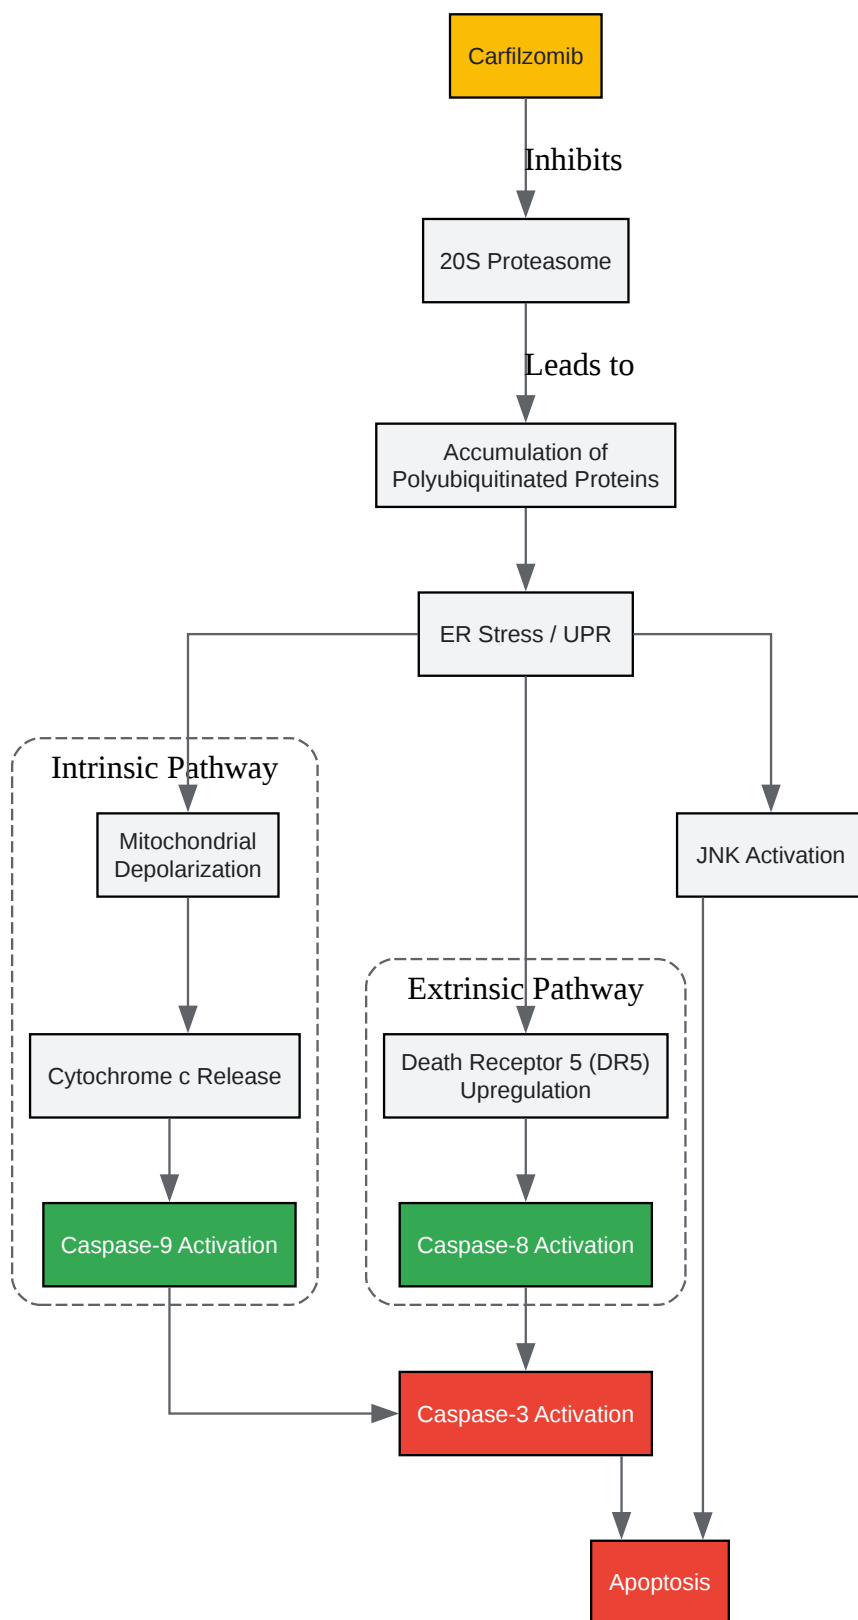 Carfilzomib
Inhibits
20S Proteasome
Leads to
Accumulation of
Polyubiquitinated Proteins
ER Stress / UPR
Intrinsic Pathway
Mitochondrial
Depolarization
JNK Activation
Extrinsic Pathway
Cytochrome c Release
Death Receptor 5 (DR5)
Upregulation
Caspase-9 Activation
Caspase-8 Activation
Caspase-3 Activation
Apoptosis